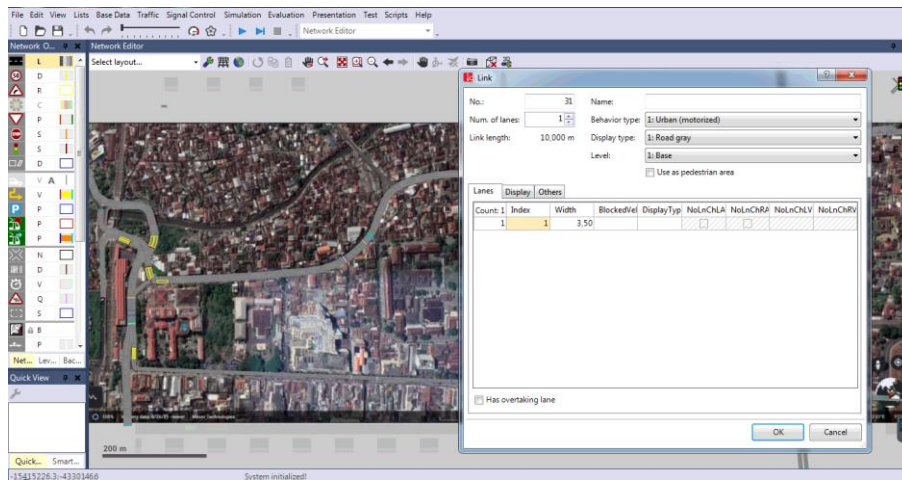 File Edit View Lists Base Data Traffic Signal Control Simulation Evaluation Presentation Test Scripts Help
Network Editor
Network O...
Network Editor
Select layout...
L
D
R
C
P
S
S
D
V A
V
P P
P
P
N
D
V
Q
S
B
P
Net... Lev... Bac...
Quick View
Quick... Smart...
200 m
-15415226.3:-4330146.6
System initialized!
Link
No.: 31 Name:
Num. of lanes: 1 Behavior type: 1: Urban (motorized)
Link length: 10,000 m Display type: 1: Road gray
Level: 1: Base
Use as pedestrian area
Lanes Display Others
Count: 1 Index Width BlockedVel DisplayTyp NoLnChLA NoLnChRA NoLnChLV NoLnChRV
1 1 3,50
Has overtaking lane
OK Cancel